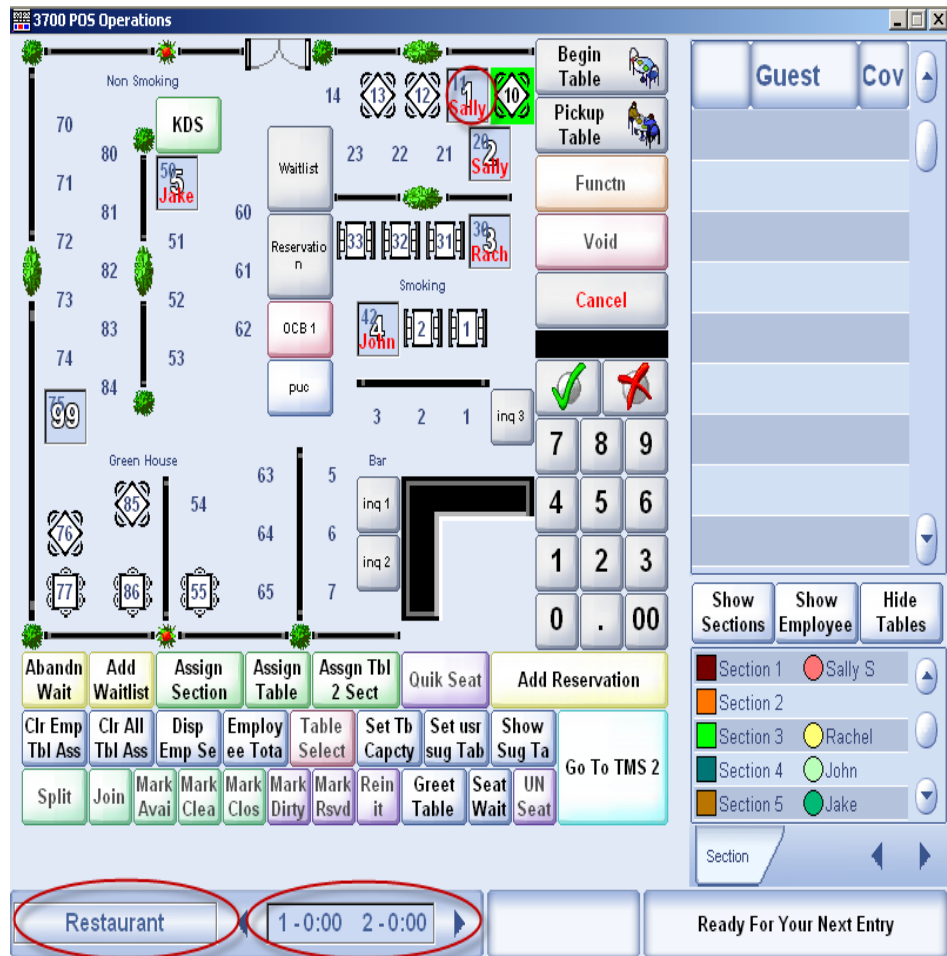 3700 POS Operations
Non Smoking
KDS
70
80
71
81
72
82
73
83
74
84
75
99
50
5
Jake
51
52
53
60
61
62
Waitlist
Reservatio
n
OCB 1
puc
14
13
12
11
1
Sally
10
23
22
21
20
2
Sally
33
32
31
30
3
Rach
Smoking
42
4
John
2
1
3
2
1
inq 3
Green House
85
54
76
77
86
55
63
64
65
5
6
7
Bar
inq 1
inq 2
Begin
Table
Pickup
Table
Functn
Void
Cancel
7 8 9
4 5 6
1 2 3
0 . 00
Guest Cov
Show
Sections
Show
Employee
Hide
Tables
Section 1 Sally S
Section 2
Section 3 Rachel
Section 4 John
Section 5 Jake
Section
Abandn
Wait
Add
Waitlist
Assign
Section
Assign
Table
Assgn Tbl
2 Sect
Quik Seat
Add Reservation
Clr Emp
Tbl Ass
Clr All
Tbl Ass
Disp
Emp Se
Employ
ee Tota
Table
Select
Set Tb
Capcty
Set usr
sug Tab
Show
Sug Ta
Go To TMS 2
Split
Join
Mark
Avai
Mark
Clea
Mark
Clos
Mark
Dirty
Mark
Rsvd
Rein
it
Greet
Table
Seat
Wait
UN
Seat
Restaurant
1 - 0:00 2 - 0:00
Ready For Your Next Entry